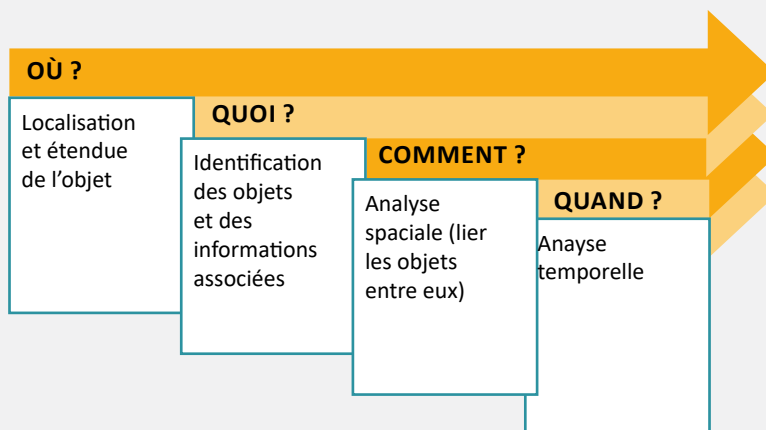 OÙ ?
Localisation
et étendue
de l'objet
QUOI ?
Identification
des objets
et des
informations
associées
COMMENT ?
Analyse
spaciale (lier
les objets
entre eux)
QUAND ?
Anayse
temporelle